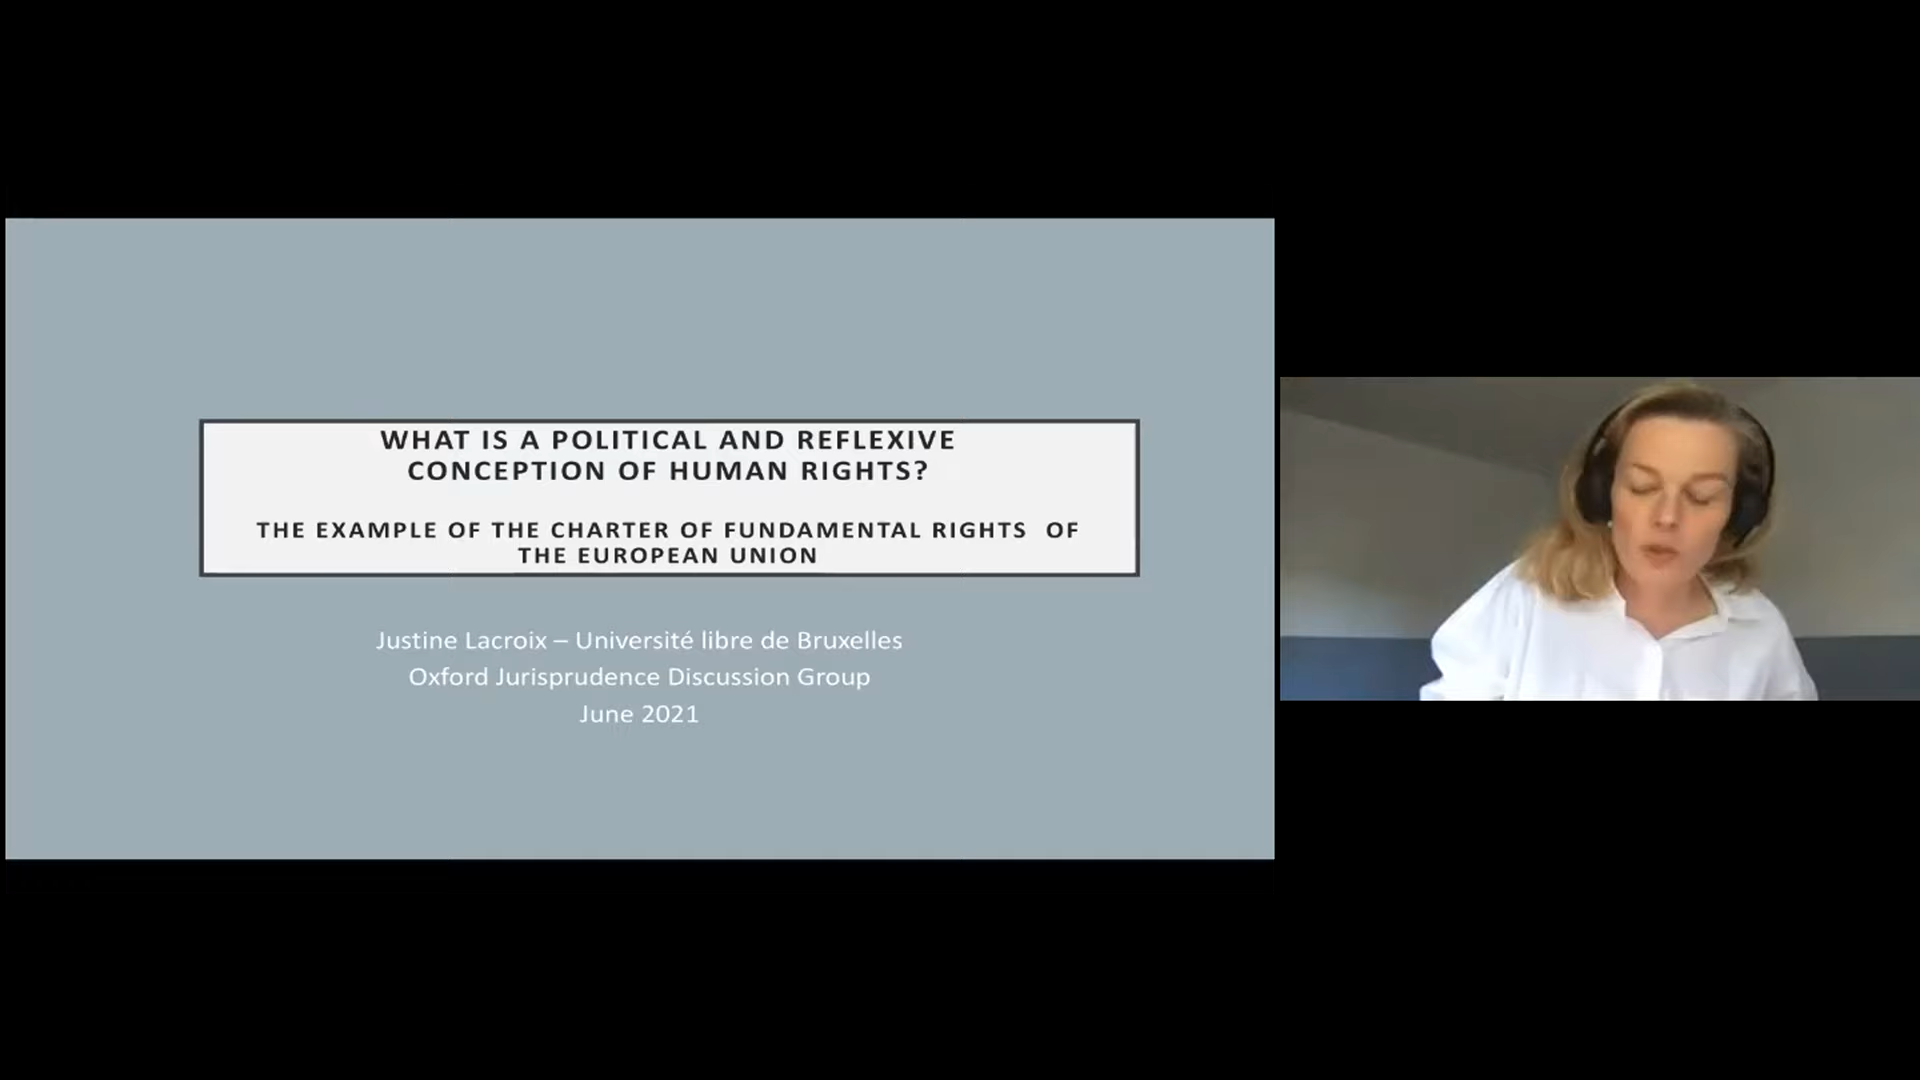 WHAT IS A POLITICAL AND REFLEXIVE
CONCEPTION OF HUMAN RIGHTS?
THE EXAMPLE OF THE CHARTER OF FUNDAMENTAL RIGHTS OF
THE EUROPEAN UNION
Justine Lacroix – Université libre de Bruxelles
Oxford Jurisprudence Discussion Group
June 2021